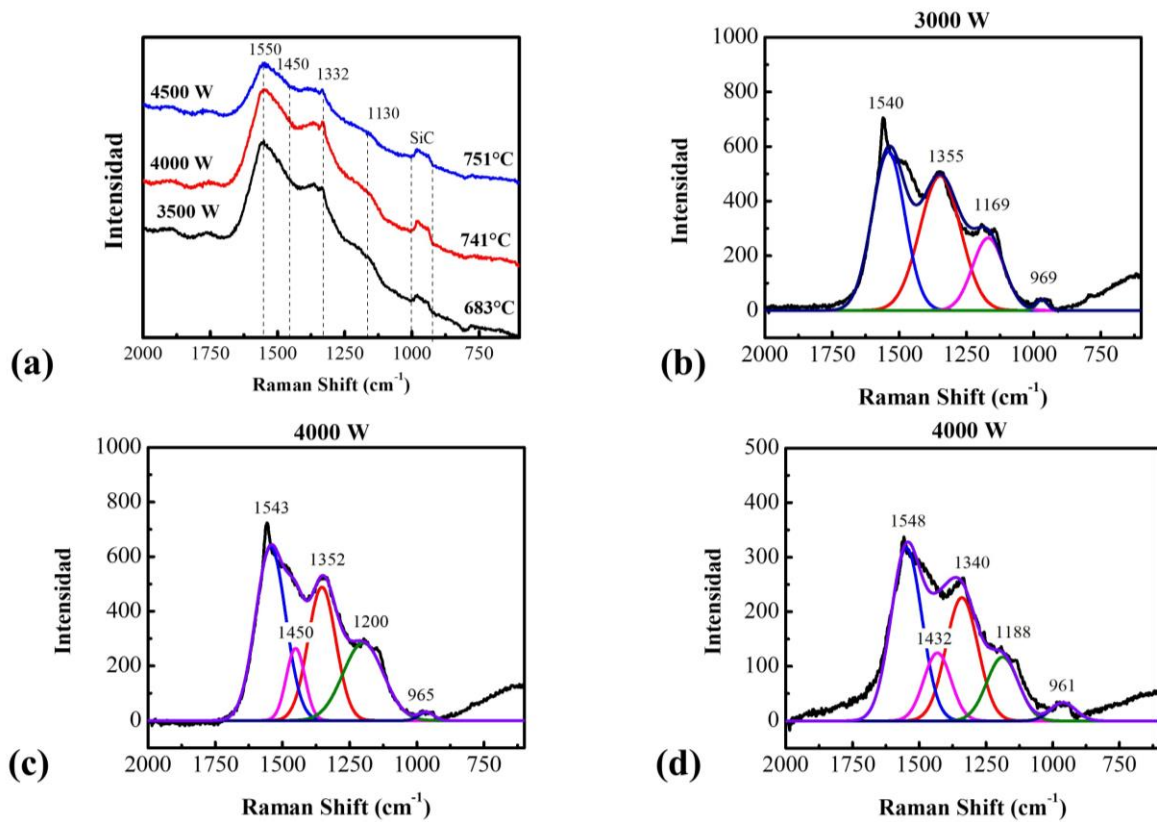 1550
1450
1332
1130
SiC
4500 W
751°C
4000 W
741°C
3500 W
683°C
Intensidad
2000 1750 1500 1250 1000 750
Raman Shift (cm⁻¹)
(a)
3000 W
1000
800
600
400
200
0
1540
1355
1169
969
Intensidad
2000 1750 1500 1250 1000 750
Raman Shift (cm⁻¹)
(b)
4000 W
1000
800
600
400
200
0
1543
1352
1450
1200
965
Intensidad
2000 1750 1500 1250 1000 750
Raman Shift (cm⁻¹)
(c)
4000 W
500
400
300
200
100
0
1548
1340
1432
1188
961
Intensidad
2000 1750 1500 1250 1000 750
Raman Shift (cm⁻¹)
(d)